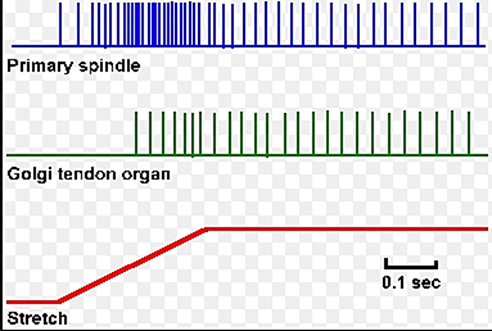 Primary spindle
Golgi tendon organ
0.1 sec
Stretch